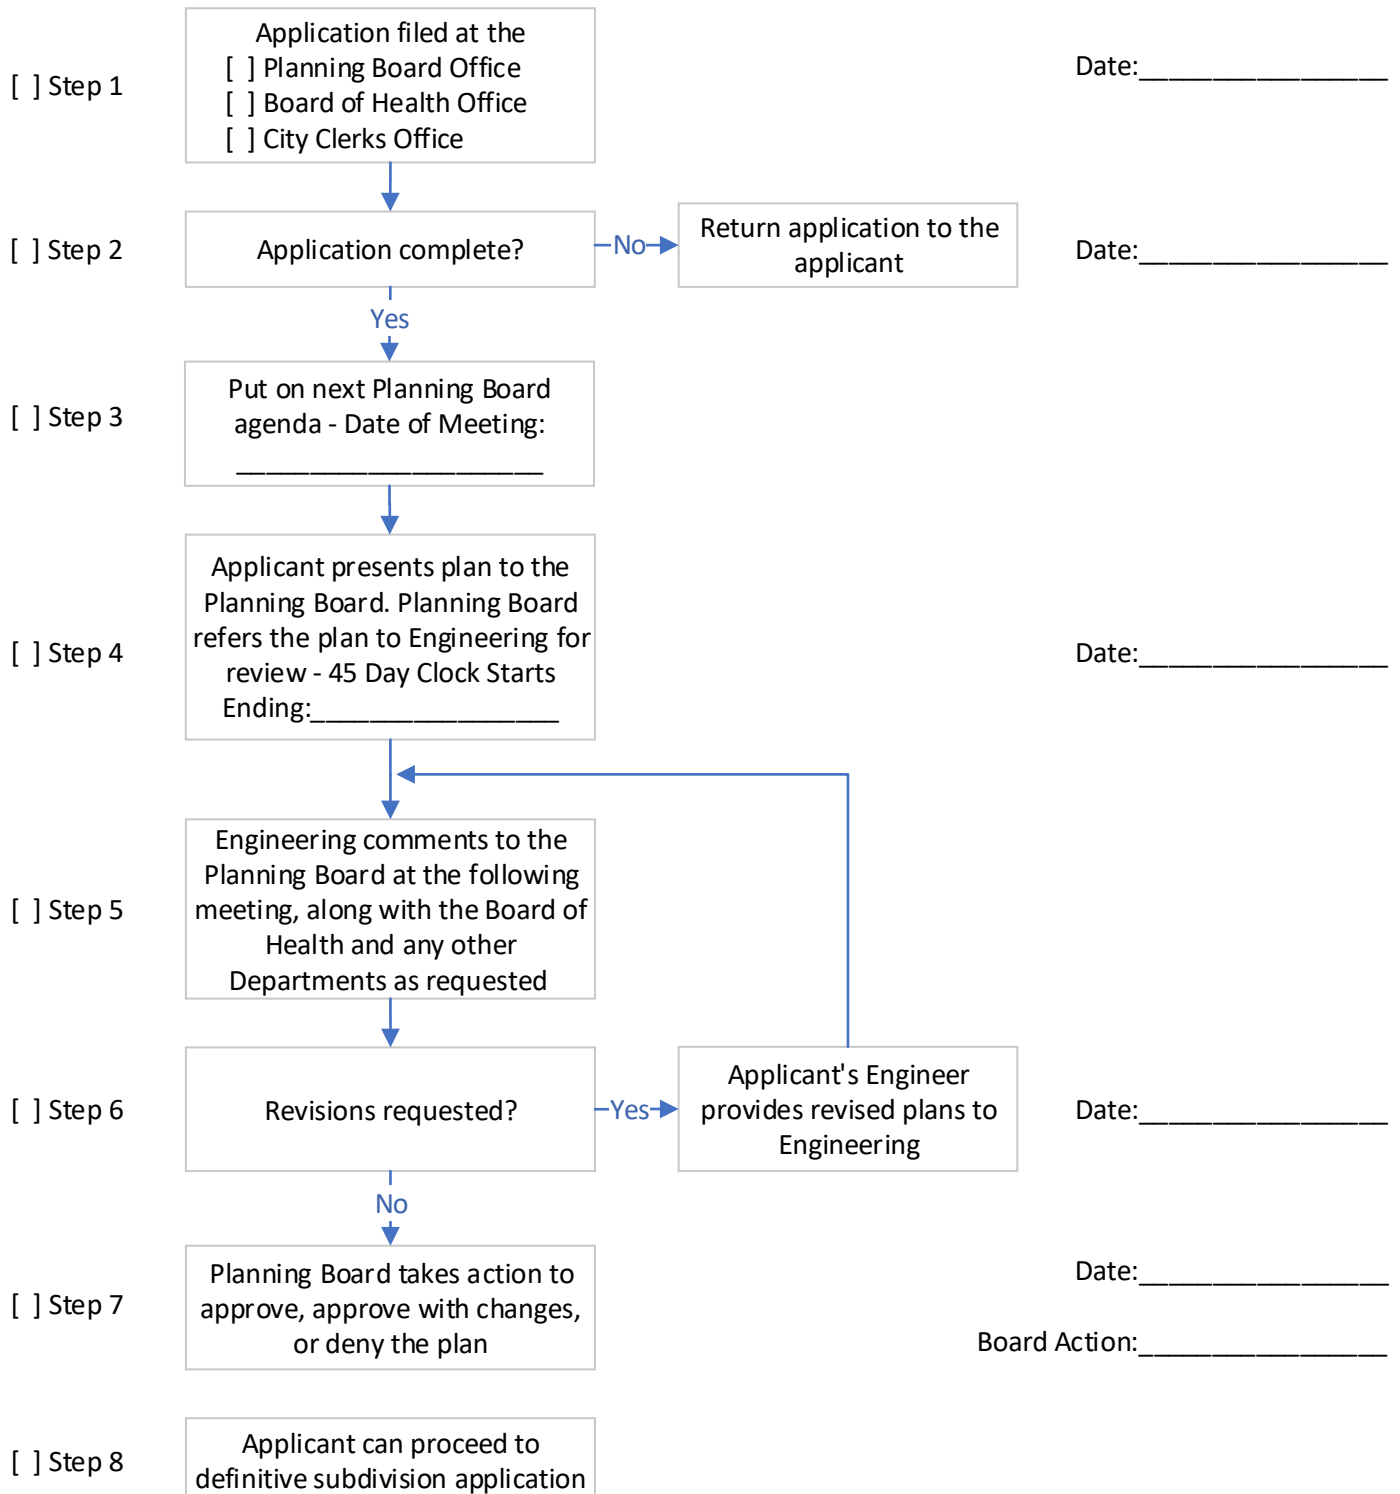 Application filed at the
[ ] Planning Board Office
[ ] Board of Health Office
[ ] City Clerks Office
[ ] Step 1
Date:_________________
[ ] Step 2
Application complete?
No
Return application to the
applicant
Date:_________________
Yes
[ ] Step 3
Put on next Planning Board
agenda - Date of Meeting:
_____________________
[ ] Step 4
Applicant presents plan to the
Planning Board. Planning Board
refers the plan to Engineering for
review - 45 Day Clock Starts
Ending:_________________
Date:_________________
[ ] Step 5
Engineering comments to the
Planning Board at the following
meeting, along with the Board of
Health and any other
Departments as requested
[ ] Step 6
Revisions requested?
Yes
Applicant's Engineer
provides revised plans to
Engineering
Date:_________________
No
[ ] Step 7
Planning Board takes action to
approve, approve with changes,
or deny the plan
Date:_________________
Board Action:_________________
[ ] Step 8
Applicant can proceed to
definitive subdivision application